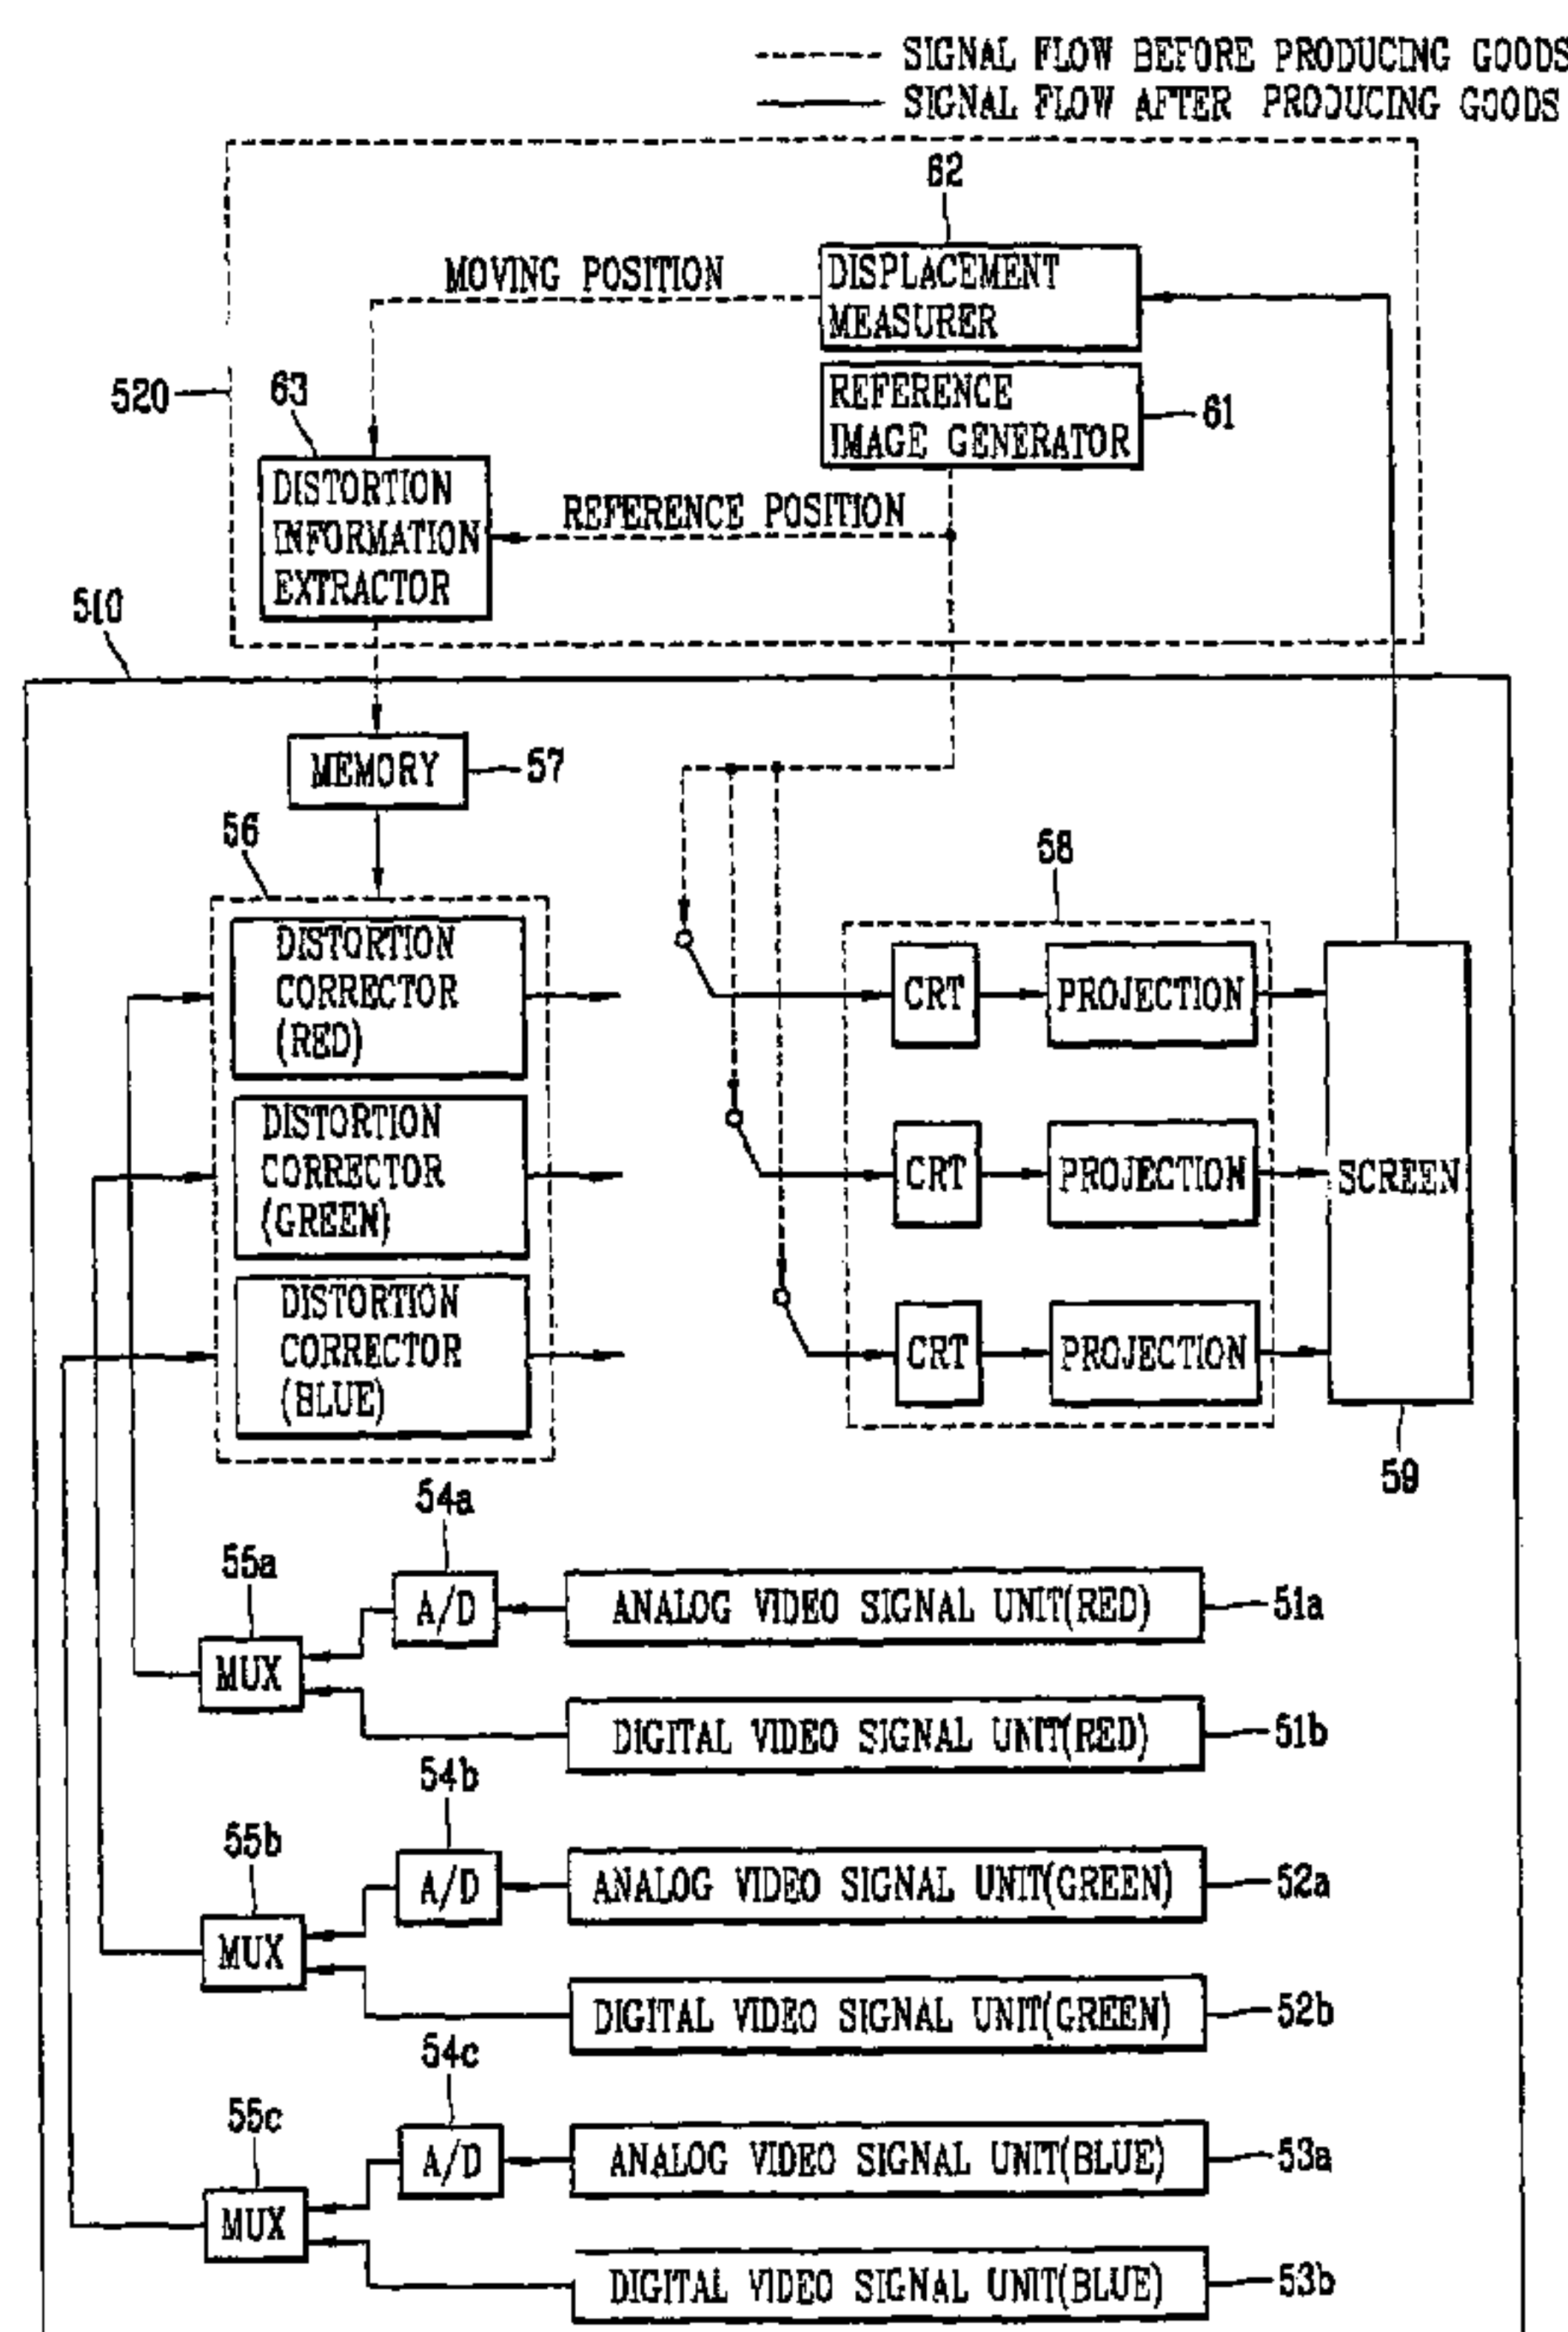 SIGNAL FLOW BEFORE PRODUCING GOODS
SIGNAL FLOW AFTER PRODUCING GOODS
62
MOVING POSITION
DISPLACEMENT
MEASURER
520
63
REFERENCE
IMAGE GENERATOR
61
DISTORTION
INFORMATION
EXTRACTOR
REFERENCE POSITION
510
MEMORY
57
56
58
DISTORTION
CORRECTOR
(RED)
CRT
PROJECTION
DISTORTION
CORRECTOR
(GREEN)
CRT
PROJECTION
SCREEN
DISTORTION
CORRECTOR
(BLUE)
CRT
PROJECTION
59
54a
55a
A/D
ANALOG VIDEO SIGNAL UNIT(RED)
51a
MUX
DIGITAL VIDEO SIGNAL UNIT(RED)
51b
54b
55b
A/D
ANALOG VIDEO SIGNAL UNIT(GREEN)
52a
MUX
DIGITAL VIDEO SIGNAL UNIT(GREEN)
52b
54c
55c
A/D
ANALOG VIDEO SIGNAL UNIT(BLUE)
53a
MUX
DIGITAL VIDEO SIGNAL UNIT(BLUE)
53b